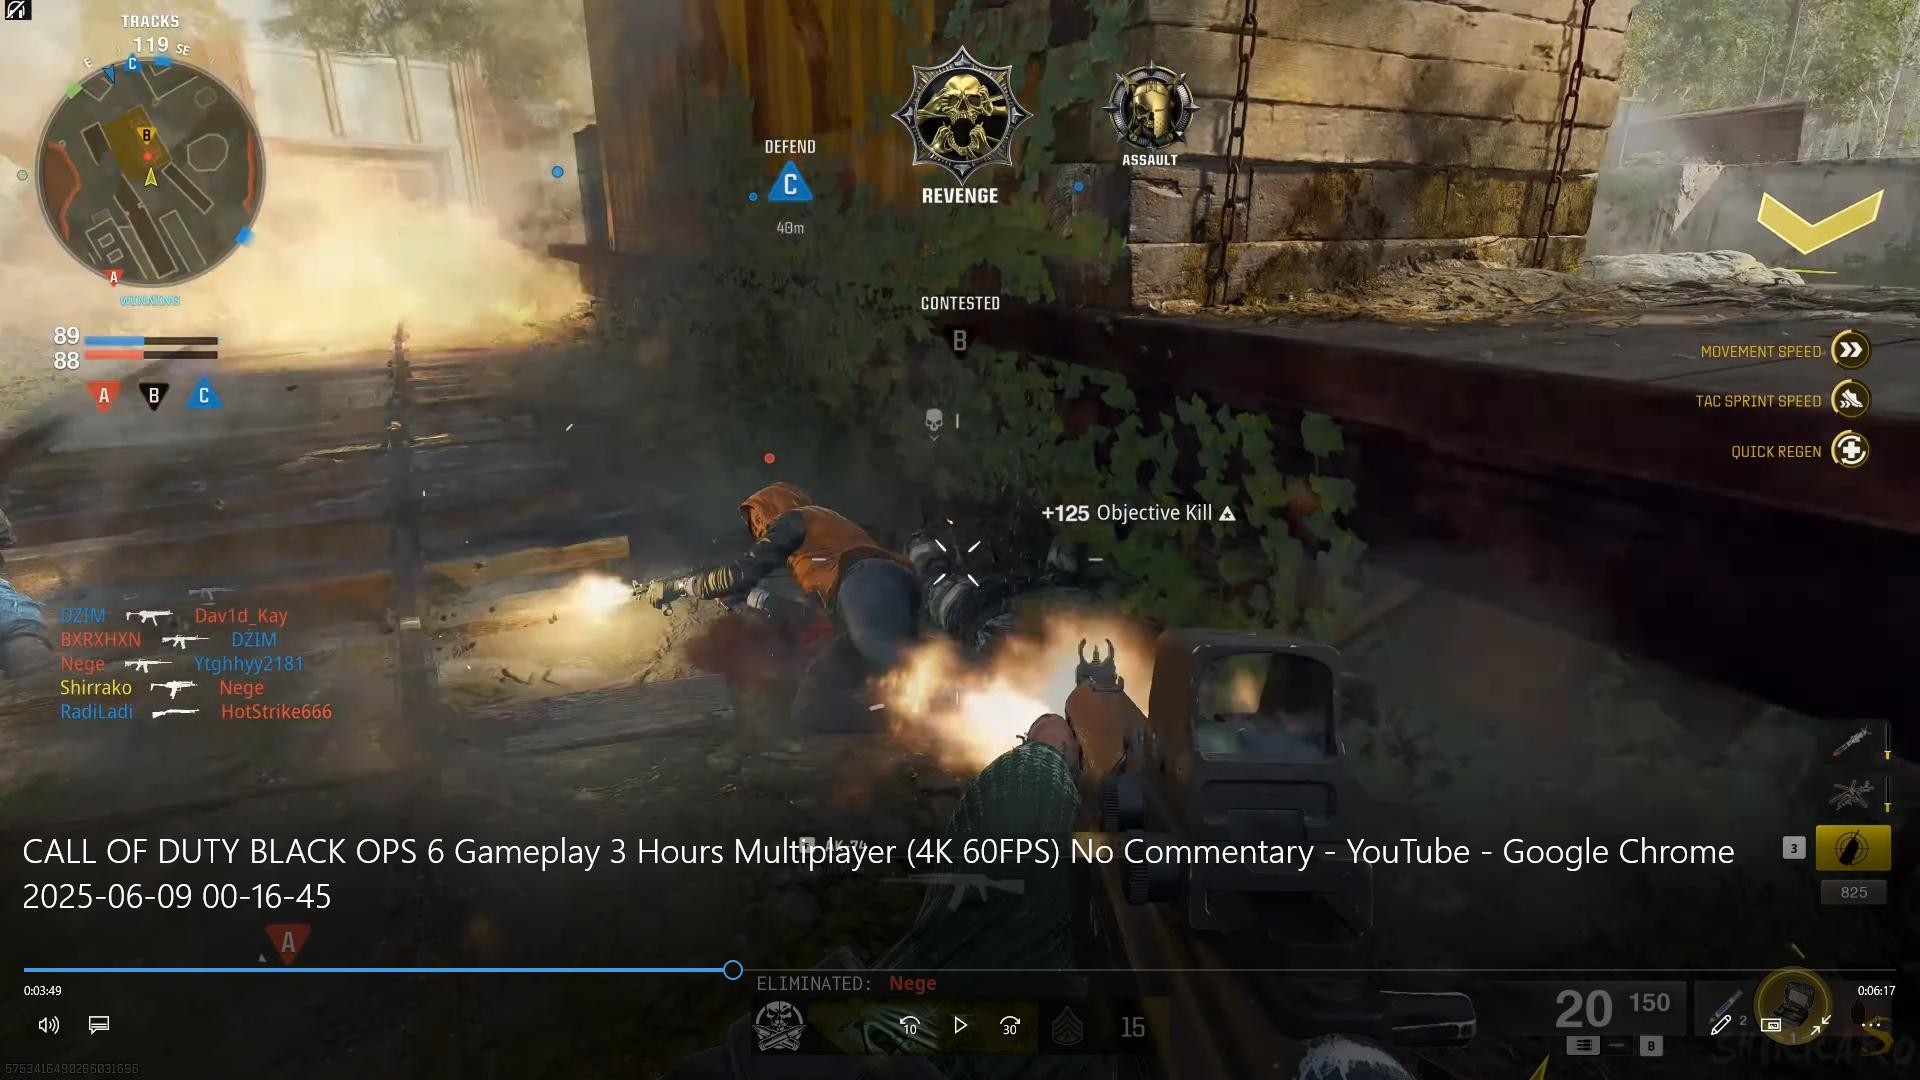 TRACKS
119
E
SE
C
B
A
WINNING
89
88
A B C
DEFEND
C
40m
REVENGE
ASSAULT
CONTESTED
B
MOVEMENT SPEED
TAC SPRINT SPEED
QUICK REGEN
+125 Objective Kill
DZIM Dav1d_Kay
BXRXHXN DZIM
Nege Ytghhyy2181
Shirrako Nege
RadiLadi HotStrike666
CALL OF DUTY BLACK OPS 6 Gameplay 3 Hours Multiplayer (4K 60FPS) No Commentary - YouTube - Google Chrome
2025-06-09 00-16-45
3
825
A
0:03:49
0:06:17
ELIMINATED: Nege
10
30
15
20 150
2
B
1
5753416490286031696